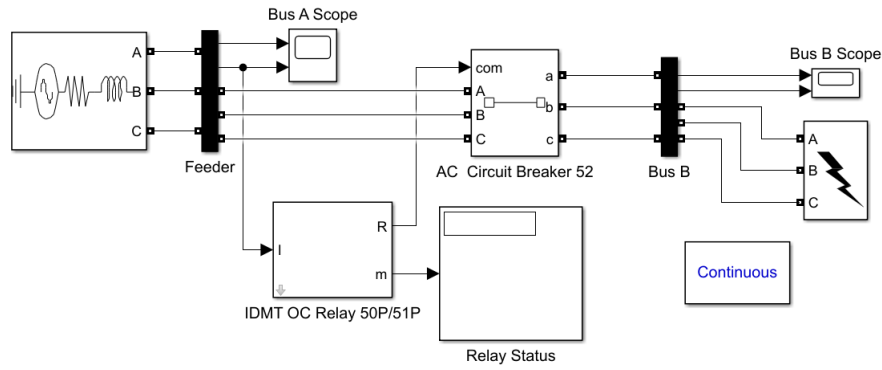 Bus A Scope
A
B
C
Feeder
com
A
B
C
a
b
c
AC Circuit Breaker 52
Bus B
Bus B Scope
A
B
C
I
R
m
IDMT OC Relay 50P/51P
Relay Status
Continuous